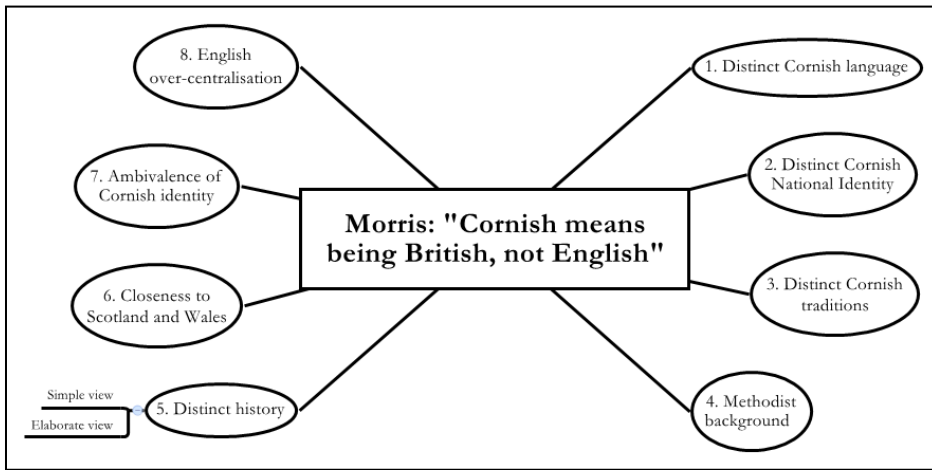 8. English
over-centralisation
1. Distinct Cornish language
7. Ambivalence of
Cornish identity
2. Distinct Cornish
National Identity
Morris: "Cornish means
being British, not English"
6. Closeness to
Scotland and Wales
3. Distinct Cornish
traditions
Simple view
Elaborate view
5. Distinct history
4. Methodist
background